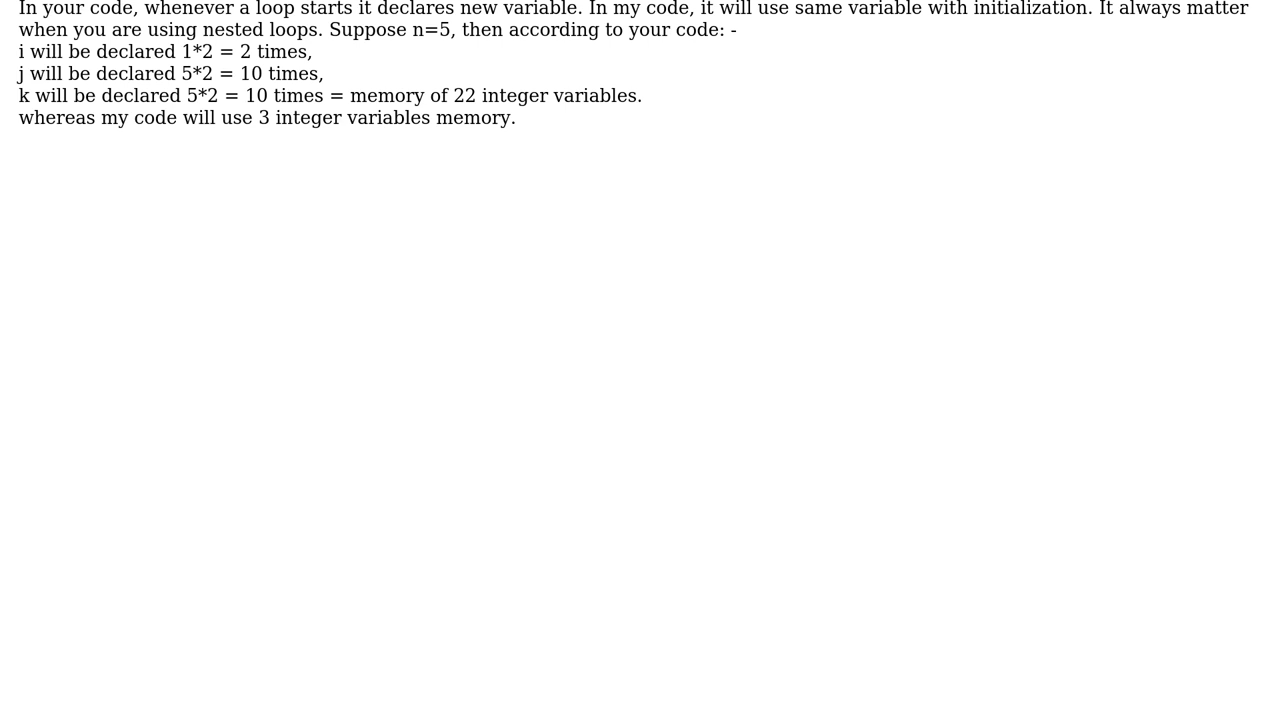 In your code, whenever a loop starts it declares new variable. In my code, it will use same variable with initialization. It always matter
when you are using nested loops. Suppose n=5, then according to your code: -
i will be declared 1*2 = 2 times,
j will be declared 5*2 = 10 times,
k will be declared 5*2 = 10 times = memory of 22 integer variables.
whereas my code will use 3 integer variables memory.